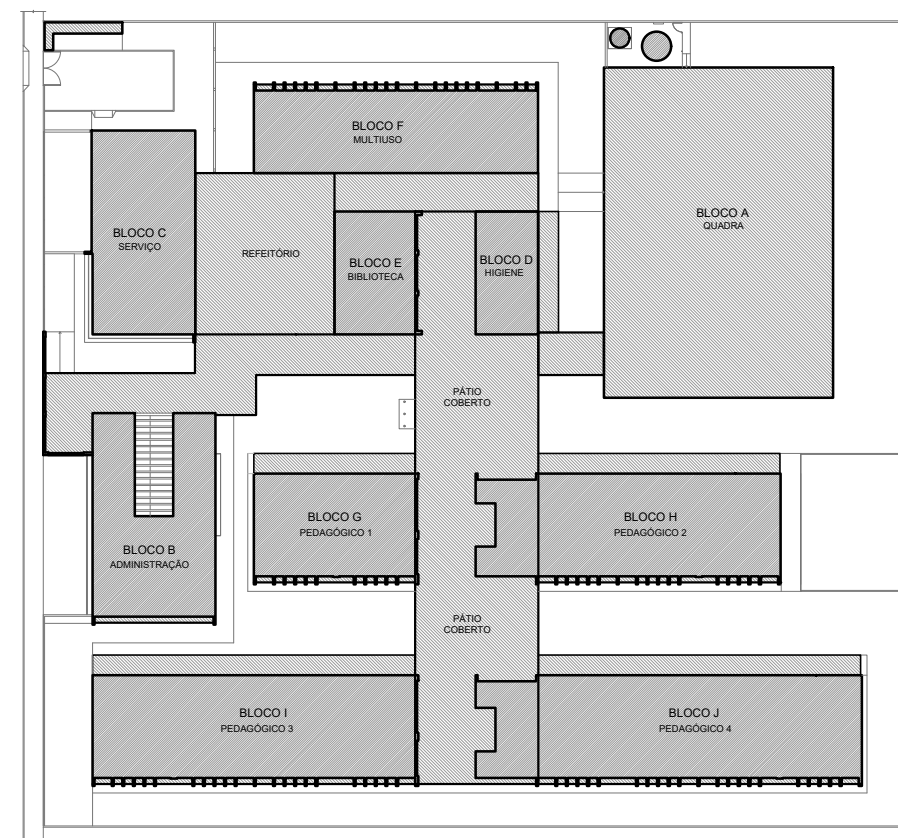 BLOCO F
MULTIUSO
BLOCO A
QUADRA
BLOCO C
SERVIÇO
REFEITÓRIO
BLOCO E
BIBLIOTECA
BLOCO D
HIGIENE
PÁTIO
COBERTO
BLOCO G
PEDAGÓGICO 1
BLOCO H
PEDAGÓGICO 2
BLOCO B
ADMINISTRAÇÃO
PÁTIO
COBERTO
BLOCO I
PEDAGÓGICO 3
BLOCO J
PEDAGÓGICO 4